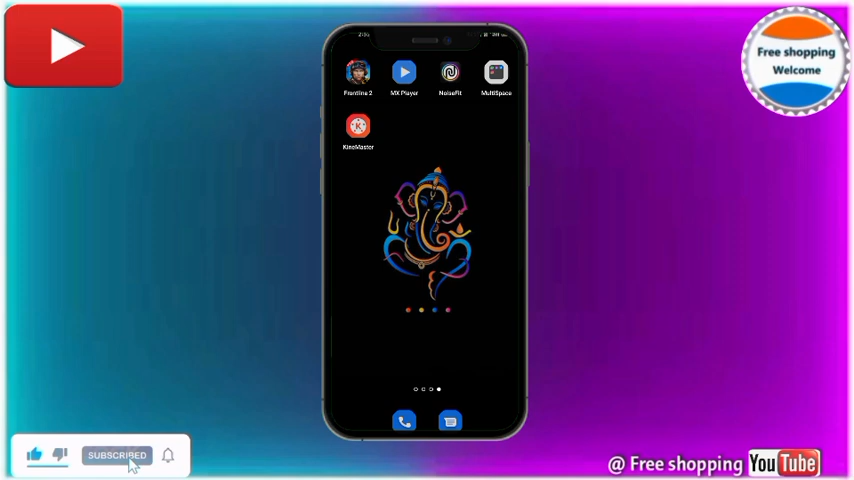 Free shopping
Welcome
Frontline 2
MX Player
NoiseFit
MultiSpace
KineMaster
SUBSCRIBED
@ Free shopping YouTube